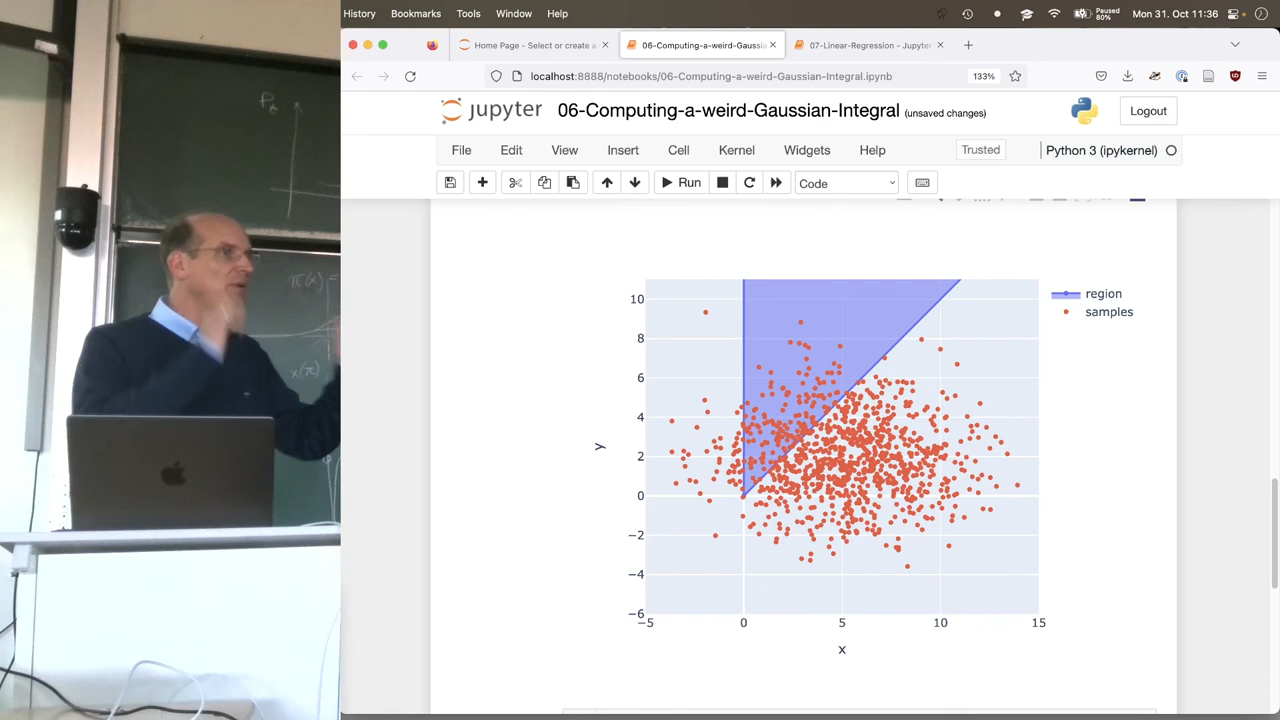 History Bookmarks Tools Window Help Paused 80% Mon 31. Oct 11:36
Home Page - Select or create a 06-Computing-a-weird-Gaussia 07-Linear-Regression - Jupyter
localhost:8888/notebooks/06-Computing-a-weird-Gaussian-Integral.ipynb 133%
jupyter 06-Computing-a-weird-Gaussian-Integral (unsaved changes) Logout
File Edit View Insert Cell Kernel Widgets Help Trusted Python 3 (ipykernel)
Run Code
P_t
π(x)
x(π)
10
8
6
4
2
0
−2
−4
−6
y
−5 0 5 10 15
x
region
samples